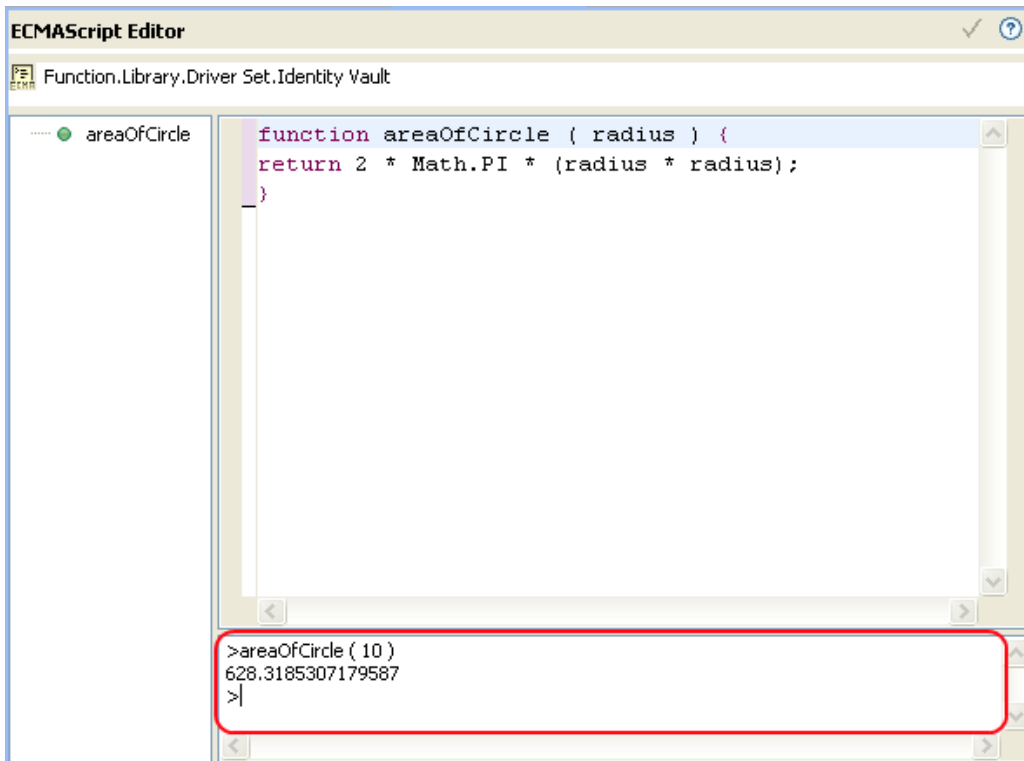 ECMAScript Editor
Function.Library.Driver Set.Identity Vault
areaOfCircle
function areaOfCircle ( radius ) {
return 2 * Math.PI * (radius * radius);
}
>areaOfCircle ( 10 )
628.3185307179587
>